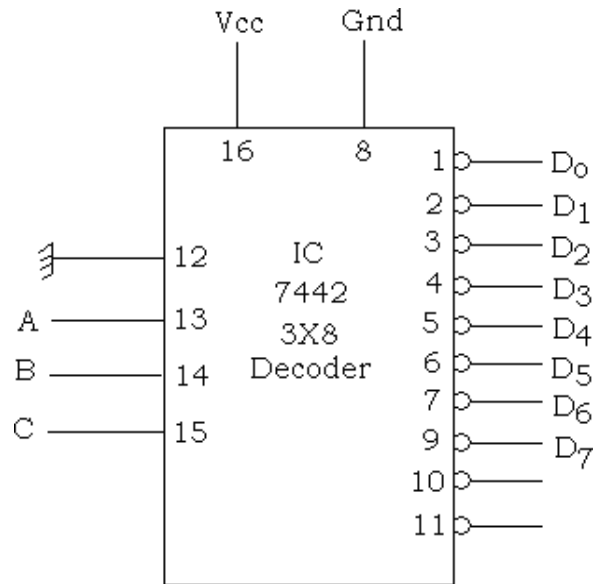 Vcc Gnd
16 8
1 D0
2 D1
3 D2
12 IC
7442
4 D3
A 13 3X8
5 D4
Decoder
6 D5
B 14
7 D6
C 15
9 D7
10
11